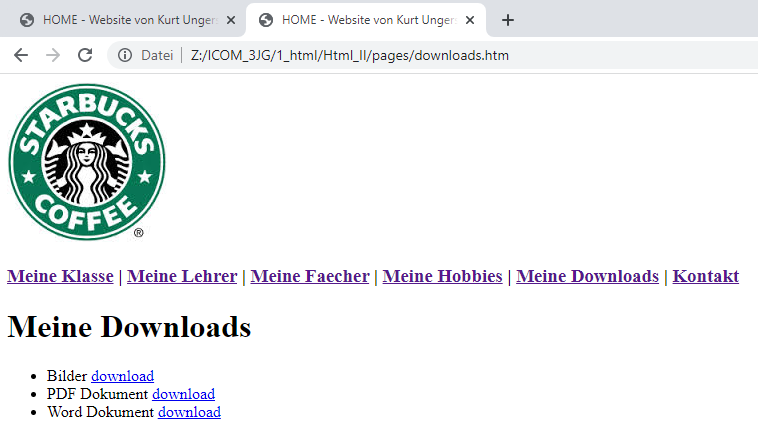 HOME - Website von Kurt Unger
HOME - Website von Kurt Unger
Datei | Z:/ICOM_3JG/1_html/Html_II/pages/downloads.htm
STARBUCKS
COFFEE
®
Meine Klasse | Meine Lehrer | Meine Faecher | Meine Hobbies | Meine Downloads | Kontakt
Meine Downloads
• Bilder download
• PDF Dokument download
• Word Dokument download